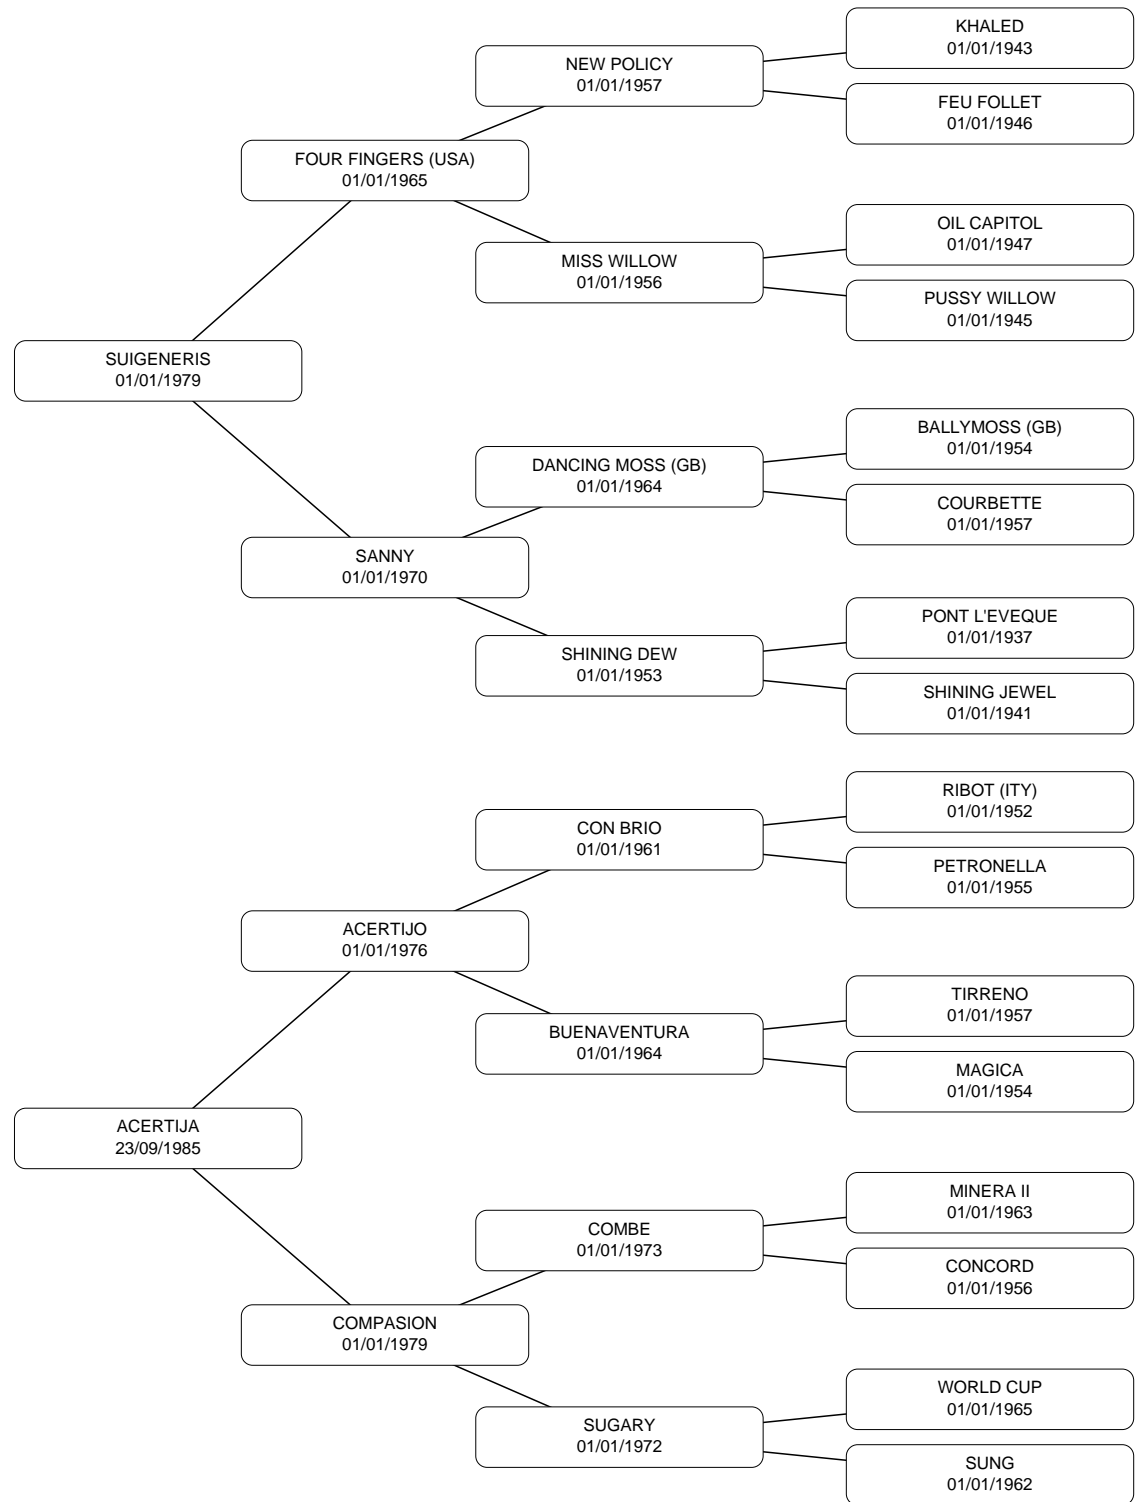 KHALED
01/01/1943
NEW POLICY
01/01/1957
FEU FOLLET
01/01/1946
FOUR FINGERS (USA)
01/01/1965
OIL CAPITOL
01/01/1947
MISS WILLOW
01/01/1956
PUSSY WILLOW
01/01/1945
SUIGENERIS
01/01/1979
BALLYMOSS (GB)
01/01/1954
DANCING MOSS (GB)
01/01/1964
COURBETTE
01/01/1957
SANNY
01/01/1970
PONT L'EVEQUE
01/01/1937
SHINING DEW
01/01/1953
SHINING JEWEL
01/01/1941
RIBOT (ITY)
01/01/1952
CON BRIO
01/01/1961
PETRONELLA
01/01/1955
ACERTIJO
01/01/1976
TIRRENO
01/01/1957
BUENAVENTURA
01/01/1964
MAGICA
01/01/1954
ACERTIJA
23/09/1985
MINERA II
01/01/1963
COMBE
01/01/1973
CONCORD
01/01/1956
COMPASION
01/01/1979
WORLD CUP
01/01/1965
SUGARY
01/01/1972
SUNG
01/01/1962